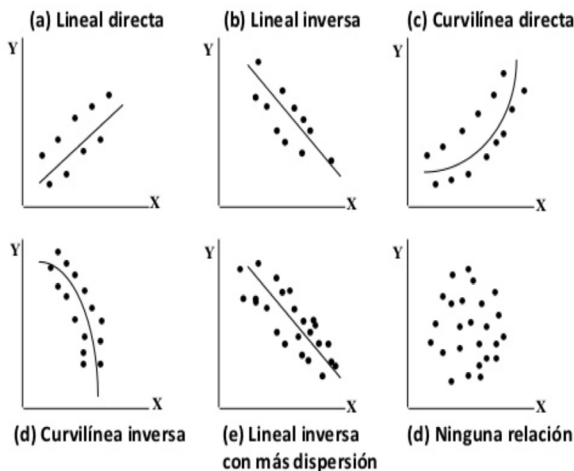 (a) Lineal directa
(b) Lineal inversa
(c) Curvilínea directa
Y
X
Y
X
Y
X
Y
X
Y
X
Y
X
(d) Curvilínea inversa
(e) Lineal inversa
con más dispersión
(d) Ninguna relación